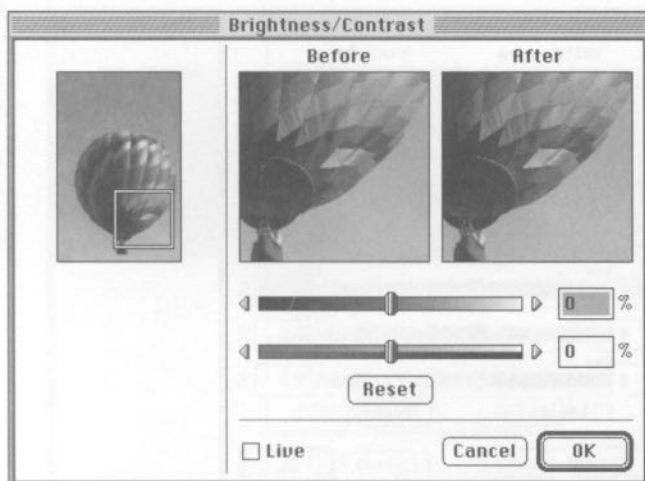 Brightness/Contrast
Before
After
0 %
0 %
Reset
Live
Cancel
OK